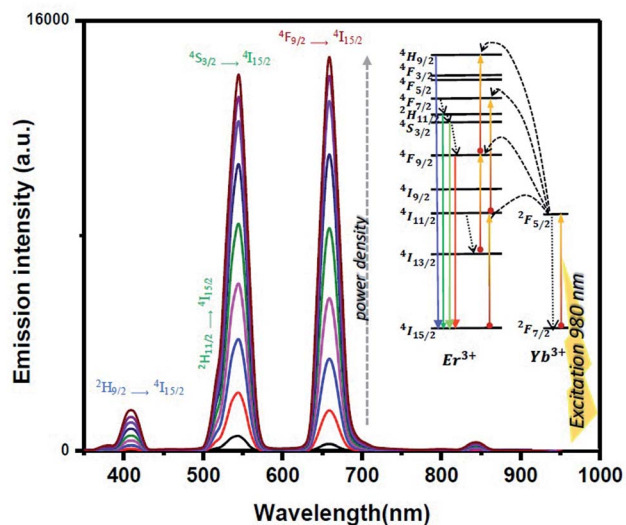 16000
0
Emission intensity (a.u.)
400 500 600 700 800 900 1000
Wavelength(nm)
²H₉/₂ → ⁴I₁₅/₂
²H₁₁/₂ → ⁴I₁₅/₂
⁴S₃/₂ → ⁴I₁₅/₂
⁴F₉/₂ → ⁴I₁₅/₂
power density
⁴H₉/₂
⁴F₃/₂
⁴F₅/₂
⁴F₇/₂
²H₁₁/₂
⁴S₃/₂
⁴F₉/₂
⁴I₉/₂
⁴I₁₁/₂
⁴I₁₃/₂
⁴I₁₅/₂
²F₅/₂
²F₇/₂
Er³⁺ Yb³⁺
Excitation 980 nm